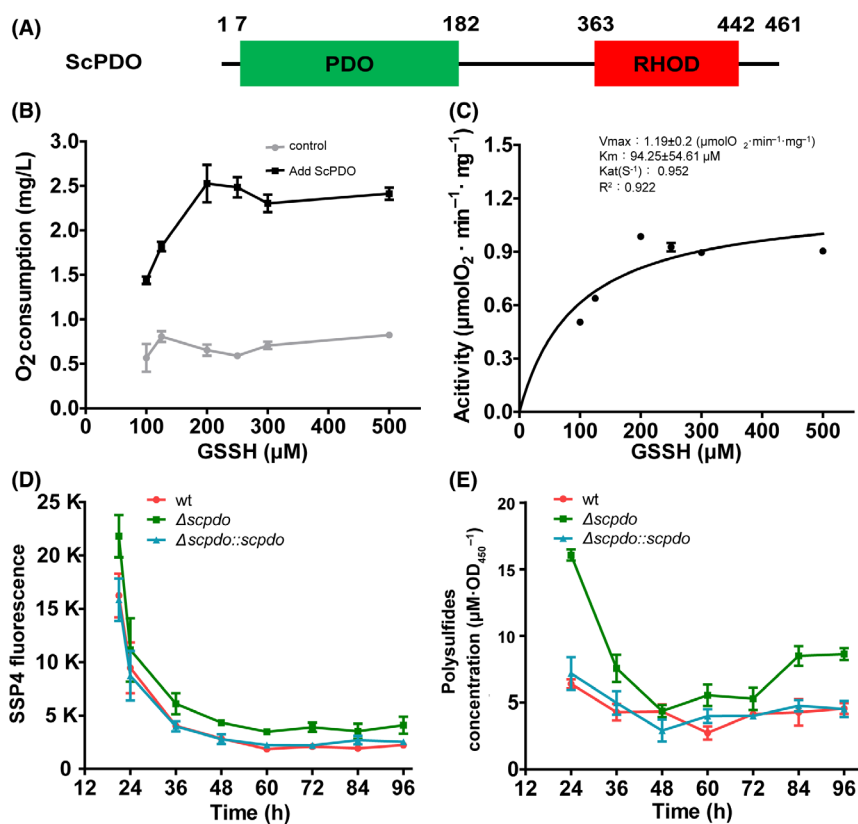 (A)
1 7 182 363 442 461
ScPDO PDO RHOD
(B)
O2 consumption (mg/L)
3.0
2.5
2.0
1.5
1.0
0.5
0.0
control
Add ScPDO
0 100 200 300 400 500
GSSH (µM)
(C)
Acitivity (µmolO2 · min−1 · mg−1)
1.5
1.2
0.9
0.6
0.3
0.0
Vmax : 1.19±0.2 (µmolO 2·min−1·mg−1)
Km : 94.25±54.61 µM
Kat(S-1) : 0.952
R2 : 0.922
0 100 200 300 400 500
GSSH (µM)
(D)
SSP4 fluorescence
25 K
20 K
15 K
10 K
5 K
0
wt
Δscpdo
Δscpdo::scpdo
12 24 36 48 60 72 84 96
Time (h)
(E)
Polysulfides
concentration (µM·OD450−1)
20
15
10
5
0
wt
Δscpdo
Δscpdo::scpdo
12 24 36 48 60 72 84 96
Time (h)